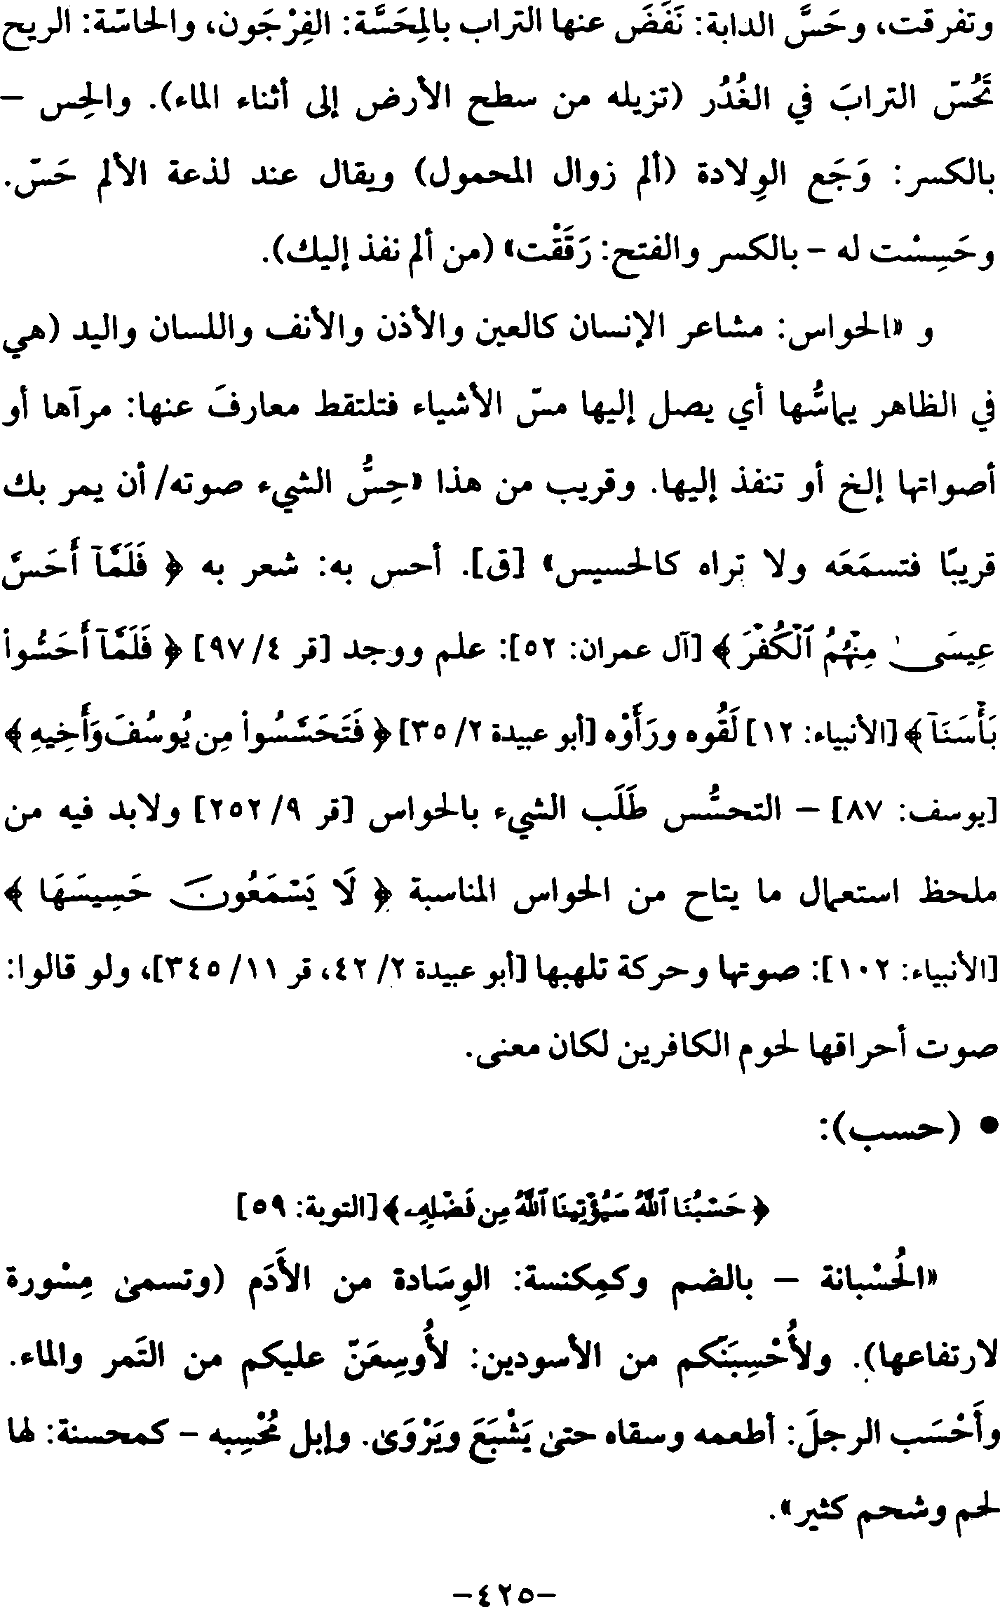 وتفرقت، وحَسَّ الدابة: نَفَضَ عنها التراب بالمِحَسَّة: الفِرْجَون، والحاسّة: الريح
تَحُسّ الترابَ في الغُدُر (تزيله من سطح الأرض إلى أثناء الماء). والحِس –
بالكسر: وَجَع الوِلادة (ألم زوال المحمول) ويقال عند لذعة الألم حَسّ.
وحَسِسْت له – بالكسر والفتح: رَقَقْت» (من ألم نفذ إليك).
و «الحواس: مشاعر الإنسان كالعين والأذن والأنف واللسان واليد (هي
في الظاهر يماسُّها أي يصل إليها مسّ الأشياء فتلتقط معارفَ عنها: مرآها أو
أصواتها إلخ أو تنفذ إليها. وقريب من هذا «حِسُّ الشيء صوته/ أن يمر بك
قريبًا فتسمَعَه ولا تراه كالحسيس» [ق]. أحس به: شعر به ﴿ فَلَمَّآ أَحَسَّ
عِيسَىٰ مِنْهُمُ ٱلْكُفْرَ ﴾ [آل عمران: ٥٢]: علم ووجد [قر ٤/ ٩٧] ﴿ فَلَمَّآ أَحَسُّوا۟
بَأْسَنَآ ﴾ [الأنبياء: ١٢] لَقُوه ورَأَوْه [أبو عبيدة ٢/ ٣٥] ﴿ فَتَحَسَّسُوا۟ مِن يُوسُفَ وَأَخِيهِ ﴾
[يوسف: ٨٧] – التحسُّس طَلَب الشيء بالحواس [قر ٩/ ٢٥٢] ولابد فيه من
ملحظ استعمال ما يتاح من الحواس المناسبة ﴿ لَا يَسْمَعُونَ حَسِيسَهَا ﴾
[الأنبياء: ١٠٢]: صوتها وحركة تلهبها [أبو عبيدة ٢/ ٤٢، قر ١١/ ٣٤٥]، ولو قالوا:
صوت أحراقها لحوم الكافرين لكان معنى.
• (حسب):
﴿ حَسْبُنَا ٱللَّهُ سَيُؤْتِينَا ٱللَّهُ مِن فَضْلِهِۦ ﴾ [التوبة: ٥٩]
«الحُسْبانة – بالضم وكمِكنسة: الوِسَادة من الأَدَم (وتسمىٰ مِسْورة
لارتفاعها). ولأُحْسِبَنّكم من الأسودين: لأُوسِعَنّ عليكم من التَمر والماء.
وأَحْسَب الرجلَ: أطعمه وسقاه حتىٰ يَشْبَعَ ويَرْوَىٰ. وإبل مُحْسِبه – كمحسنة: لها
لحم وشحم كثير».
–٤٢٥–